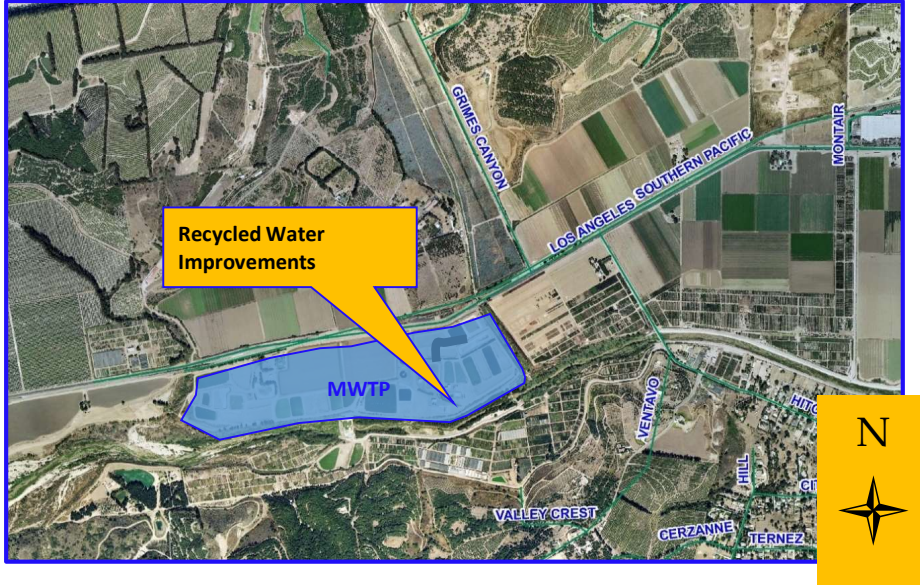 GRIMES CANYON
LOS ANGELES SOUTHERN PACIFIC
MONTAIR
Recycled Water
Improvements
MWTP
VENTAVO
HILL
VALLEY CREST
CERZANNE
TERNEZ
N